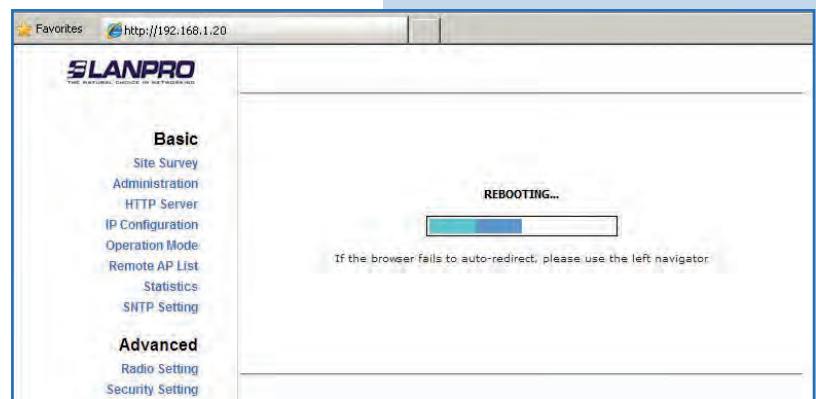 Favorites http://192.168.1.20
LANPRO
THE NATURAL CHOICE IN NETWORKING
Basic
Site Survey
Administration
HTTP Server
IP Configuration
Operation Mode
Remote AP List
Statistics
SNTP Setting
Advanced
Radio Setting
Security Setting
REBOOTING...
If the browser fails to auto-redirect, please use the left navigator